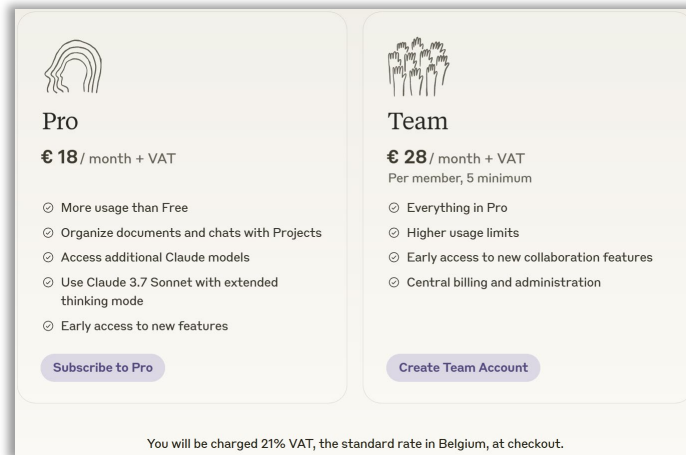 Pro
€ 18 / month + VAT
More usage than Free
Organize documents and chats with Projects
Access additional Claude models
Use Claude 3.7 Sonnet with extended
thinking mode
Early access to new features
Subscribe to Pro
Team
€ 28 / month + VAT
Per member, 5 minimum
Everything in Pro
Higher usage limits
Early access to new collaboration features
Central billing and administration
Create Team Account
You will be charged 21% VAT, the standard rate in Belgium, at checkout.